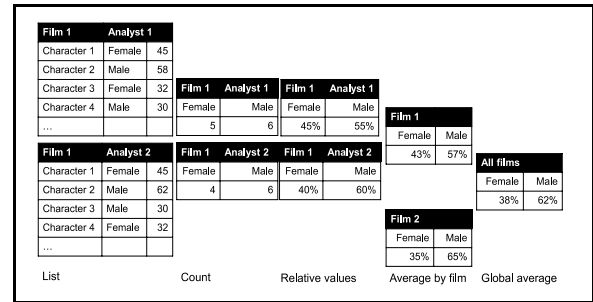 Film 1 Analyst 1
Character 1 Female 45
Character 2 Male 58
Character 3 Female 32
Character 4 Male 30
...
Film 1 Analyst 2
Character 1 Female 45
Character 2 Male 62
Character 3 Male 30
Character 4 Female 32
...
Film 1 Analyst 1
Female Male
5 6
Film 1 Analyst 2
Female Male
4 6
Film 1 Analyst 1
Female Male
45% 55%
Film 1 Analyst 2
Female Male
40% 60%
Film 1
Female Male
43% 57%
Film 2
Female Male
35% 65%
All films
Female Male
38% 62%
List Count Relative values Average by film Global average